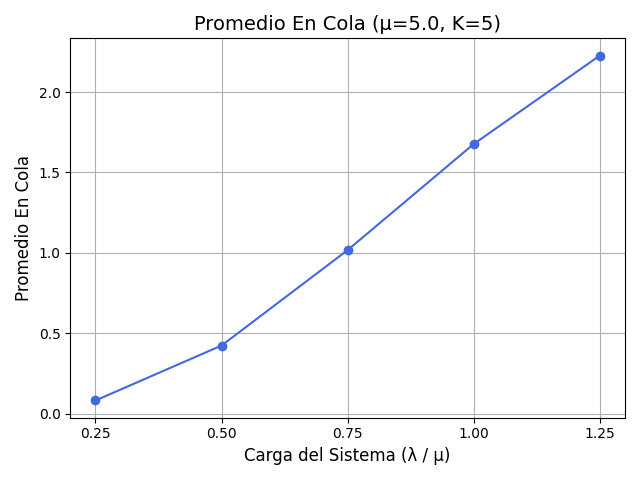 Promedio En Cola (μ=5.0, K=5)
Promedio En Cola
2.0
1.5
1.0
0.5
0.0
0.25 0.50 0.75 1.00 1.25
Carga del Sistema (λ / μ)